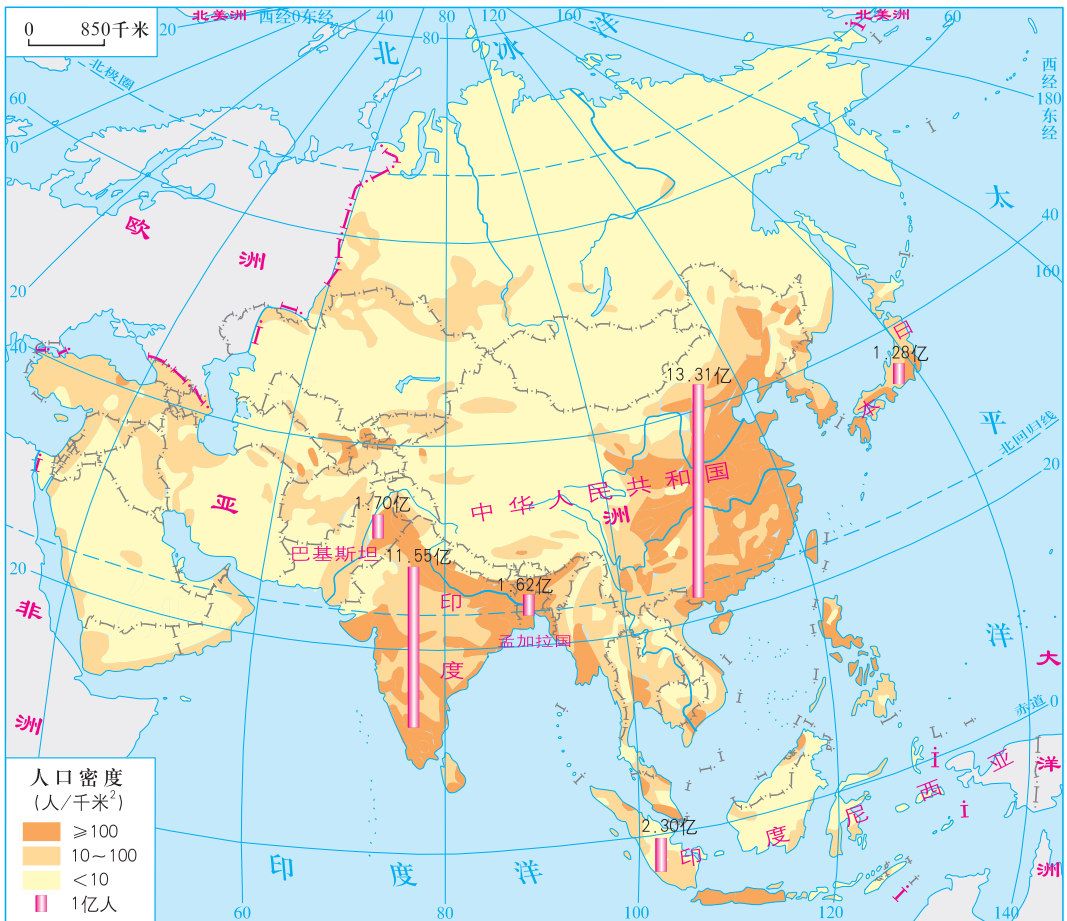 0 850千米
20
北美洲
西经0东经
40
80
120
160
北美洲
60
80
北冰洋
西经
180
东经
北极圈
60
0
太
40
160
欧
洲
20
40
日
本
1.28亿
13.31亿
平
北回归线
20
亚
洲
中华人民共和国
1.70亿
巴基斯坦
11.55亿
1.62亿
印
度
孟加拉国
20
非
洲
洋
大
洋
洲
赤道
0
2.30亿
印度尼西亚
印度洋
60
80
100
120
140
人口密度
(人/千米²)
≥100
10~100
<10
1亿人